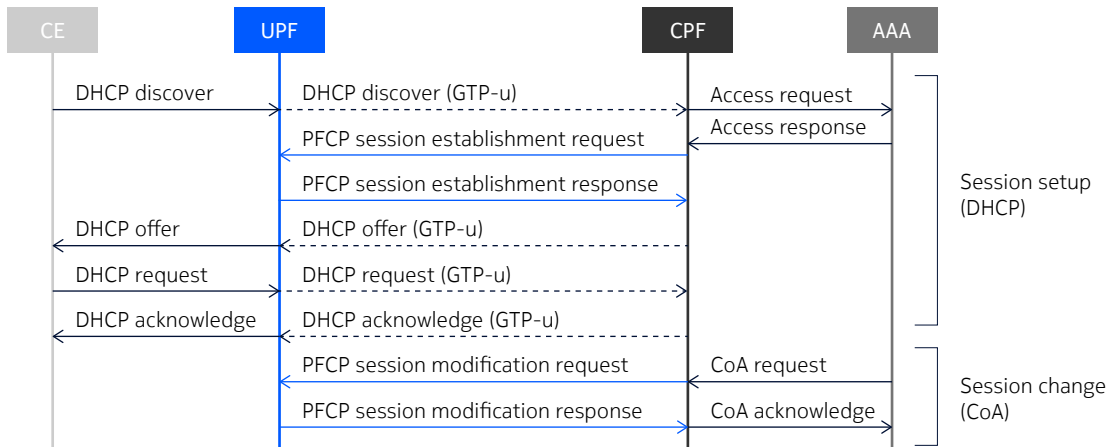 CE UPF CPF AAA
DHCP discover DHCP discover (GTP-u) Access request
Access response
PFCP session establishment request
PFCP session establishment response
Session setup
(DHCP)
DHCP offer DHCP offer (GTP-u)
DHCP request DHCP request (GTP-u)
DHCP acknowledge DHCP acknowledge (GTP-u)
PFCP session modification request CoA request
Session change
(CoA)
PFCP session modification response CoA acknowledge